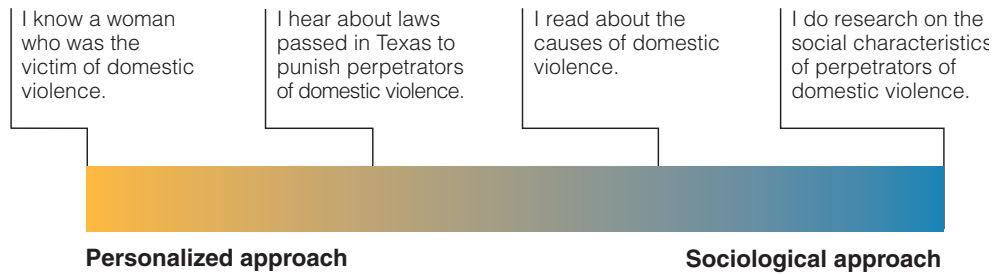 I know a woman
who was the
victim of domestic
violence.
I hear about laws
passed in Texas to
punish perpetrators
of domestic violence.
I read about the
causes of domestic
violence.
I do research on the
social characteristics
of perpetrators of
domestic violence.
Personalized approach
Sociological approach